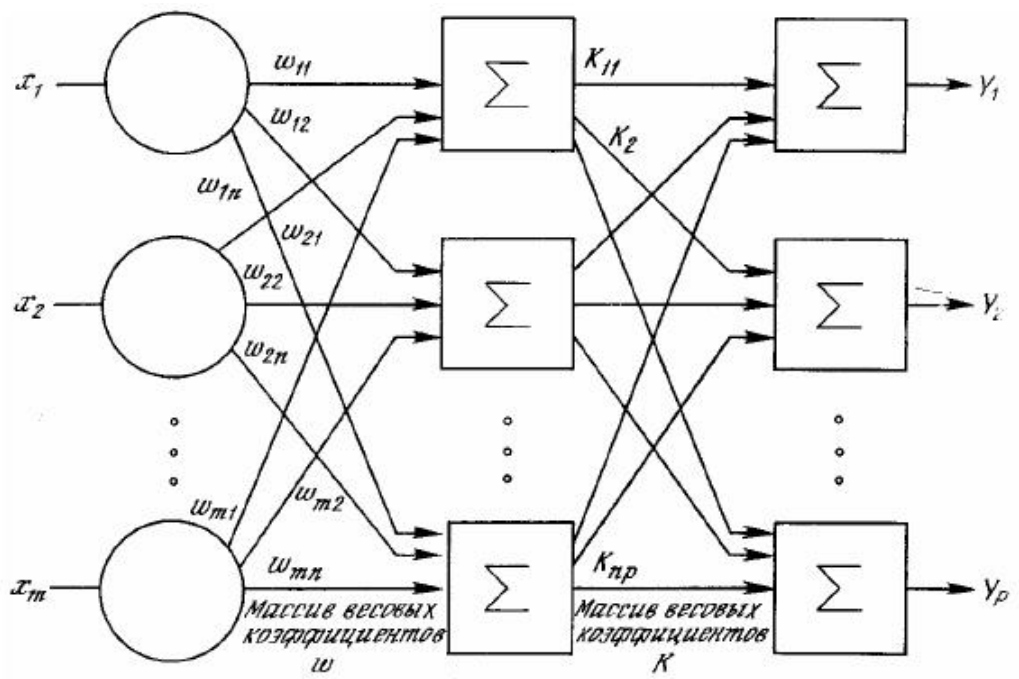 x₁
w₁₁
Σ
K₁₁
Σ
Y₁
w₁₂
K₂
w₁ₙ
w₂₁
x₂
w₂₂
Σ
Σ
Y₂
w₂ₙ
wₘ₁
wₘ₂
xₘ
wₘₙ
Σ
Kₙₚ
Σ
Yₚ
Массив весовых
коэффициентов
w
Массив весовых
коэффициентов
K